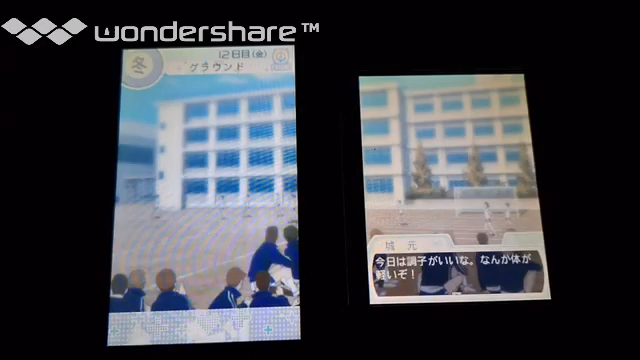 wondershare™
冬
12日目(金)
グラウンド
城 元
今日は調子がいいな。なんか体が
軽いぞ!